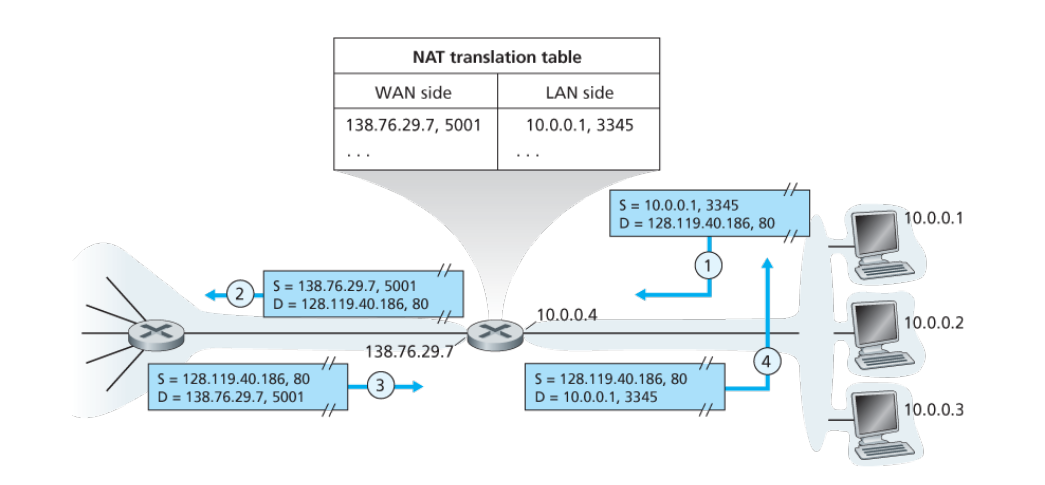 NAT translation table
WAN side
LAN side
138.76.29.7, 5001
10.0.0.1, 3345
. . .
. . .
S = 10.0.0.1, 3345
D = 128.119.40.186, 80
10.0.0.1
1
2
S = 138.76.29.7, 5001
D = 128.119.40.186, 80
10.0.0.4
10.0.0.2
138.76.29.7
4
S = 128.119.40.186, 80
D = 138.76.29.7, 5001
3
S = 128.119.40.186, 80
D = 10.0.0.1, 3345
10.0.0.3